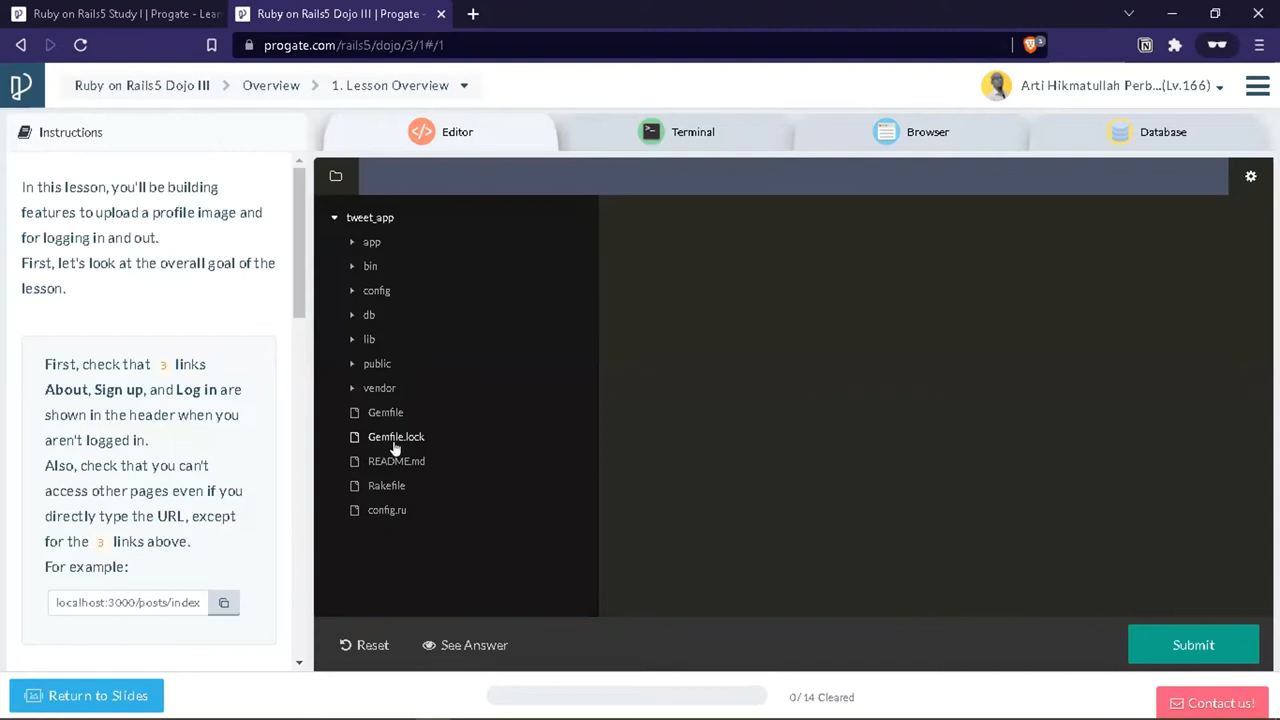 Ruby on Rails5 Study I | Progate - Lear
Ruby on Rails5 Dojo III | Progate -
progate.com/rails5/dojo/3/1#/1
Ruby on Rails5 Dojo III
Overview
1. Lesson Overview
Arti Hikmatullah Perb...(Lv.166)
Instructions
Editor
Terminal
Browser
Database
In this lesson, you'll be building
features to upload a profile image and
for logging in and out.
First, let's look at the overall goal of the
lesson.
First, check that 3 links
About, Sign up, and Log in are
shown in the header when you
aren't logged in.
Also, check that you can't
access other pages even if you
directly type the URL, except
for the 3 links above.
For example:
localhost:3000/posts/index
tweet_app
app
bin
config
db
lib
public
vendor
Gemfile
Gemfile.lock
README.md
Rakefile
config.ru
Reset
See Answer
Submit
Return to Slides
0/14 Cleared
Contact us!